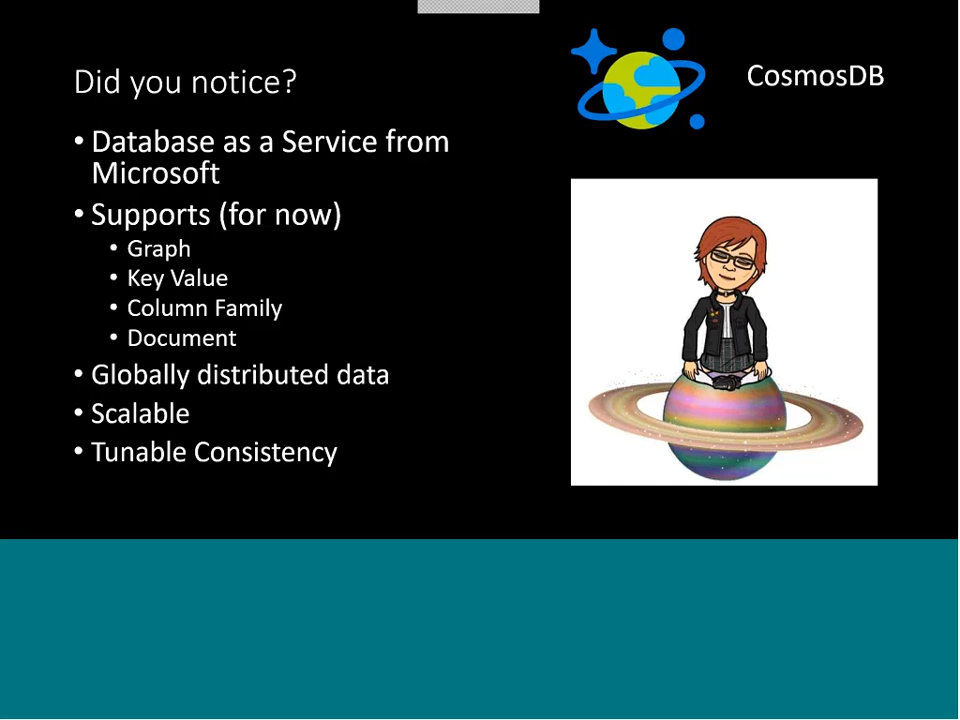 Did you notice?
CosmosDB
• Database as a Service from
Microsoft
• Supports (for now)
• Graph
• Key Value
• Column Family
• Document
• Globally distributed data
• Scalable
• Tunable Consistency